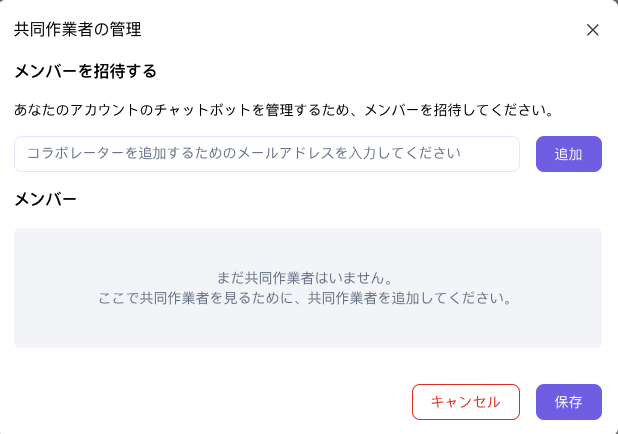 共同作業者の管理
メンバーを招待する
あなたのアカウントのチャットボットを管理するため、メンバーを招待してください。
コラボレーターを追加するためのメールアドレスを入力してください
追加
メンバー
まだ共同作業者はいません。
ここで共同作業者を見るために、共同作業者を追加してください。
キャンセル
保存